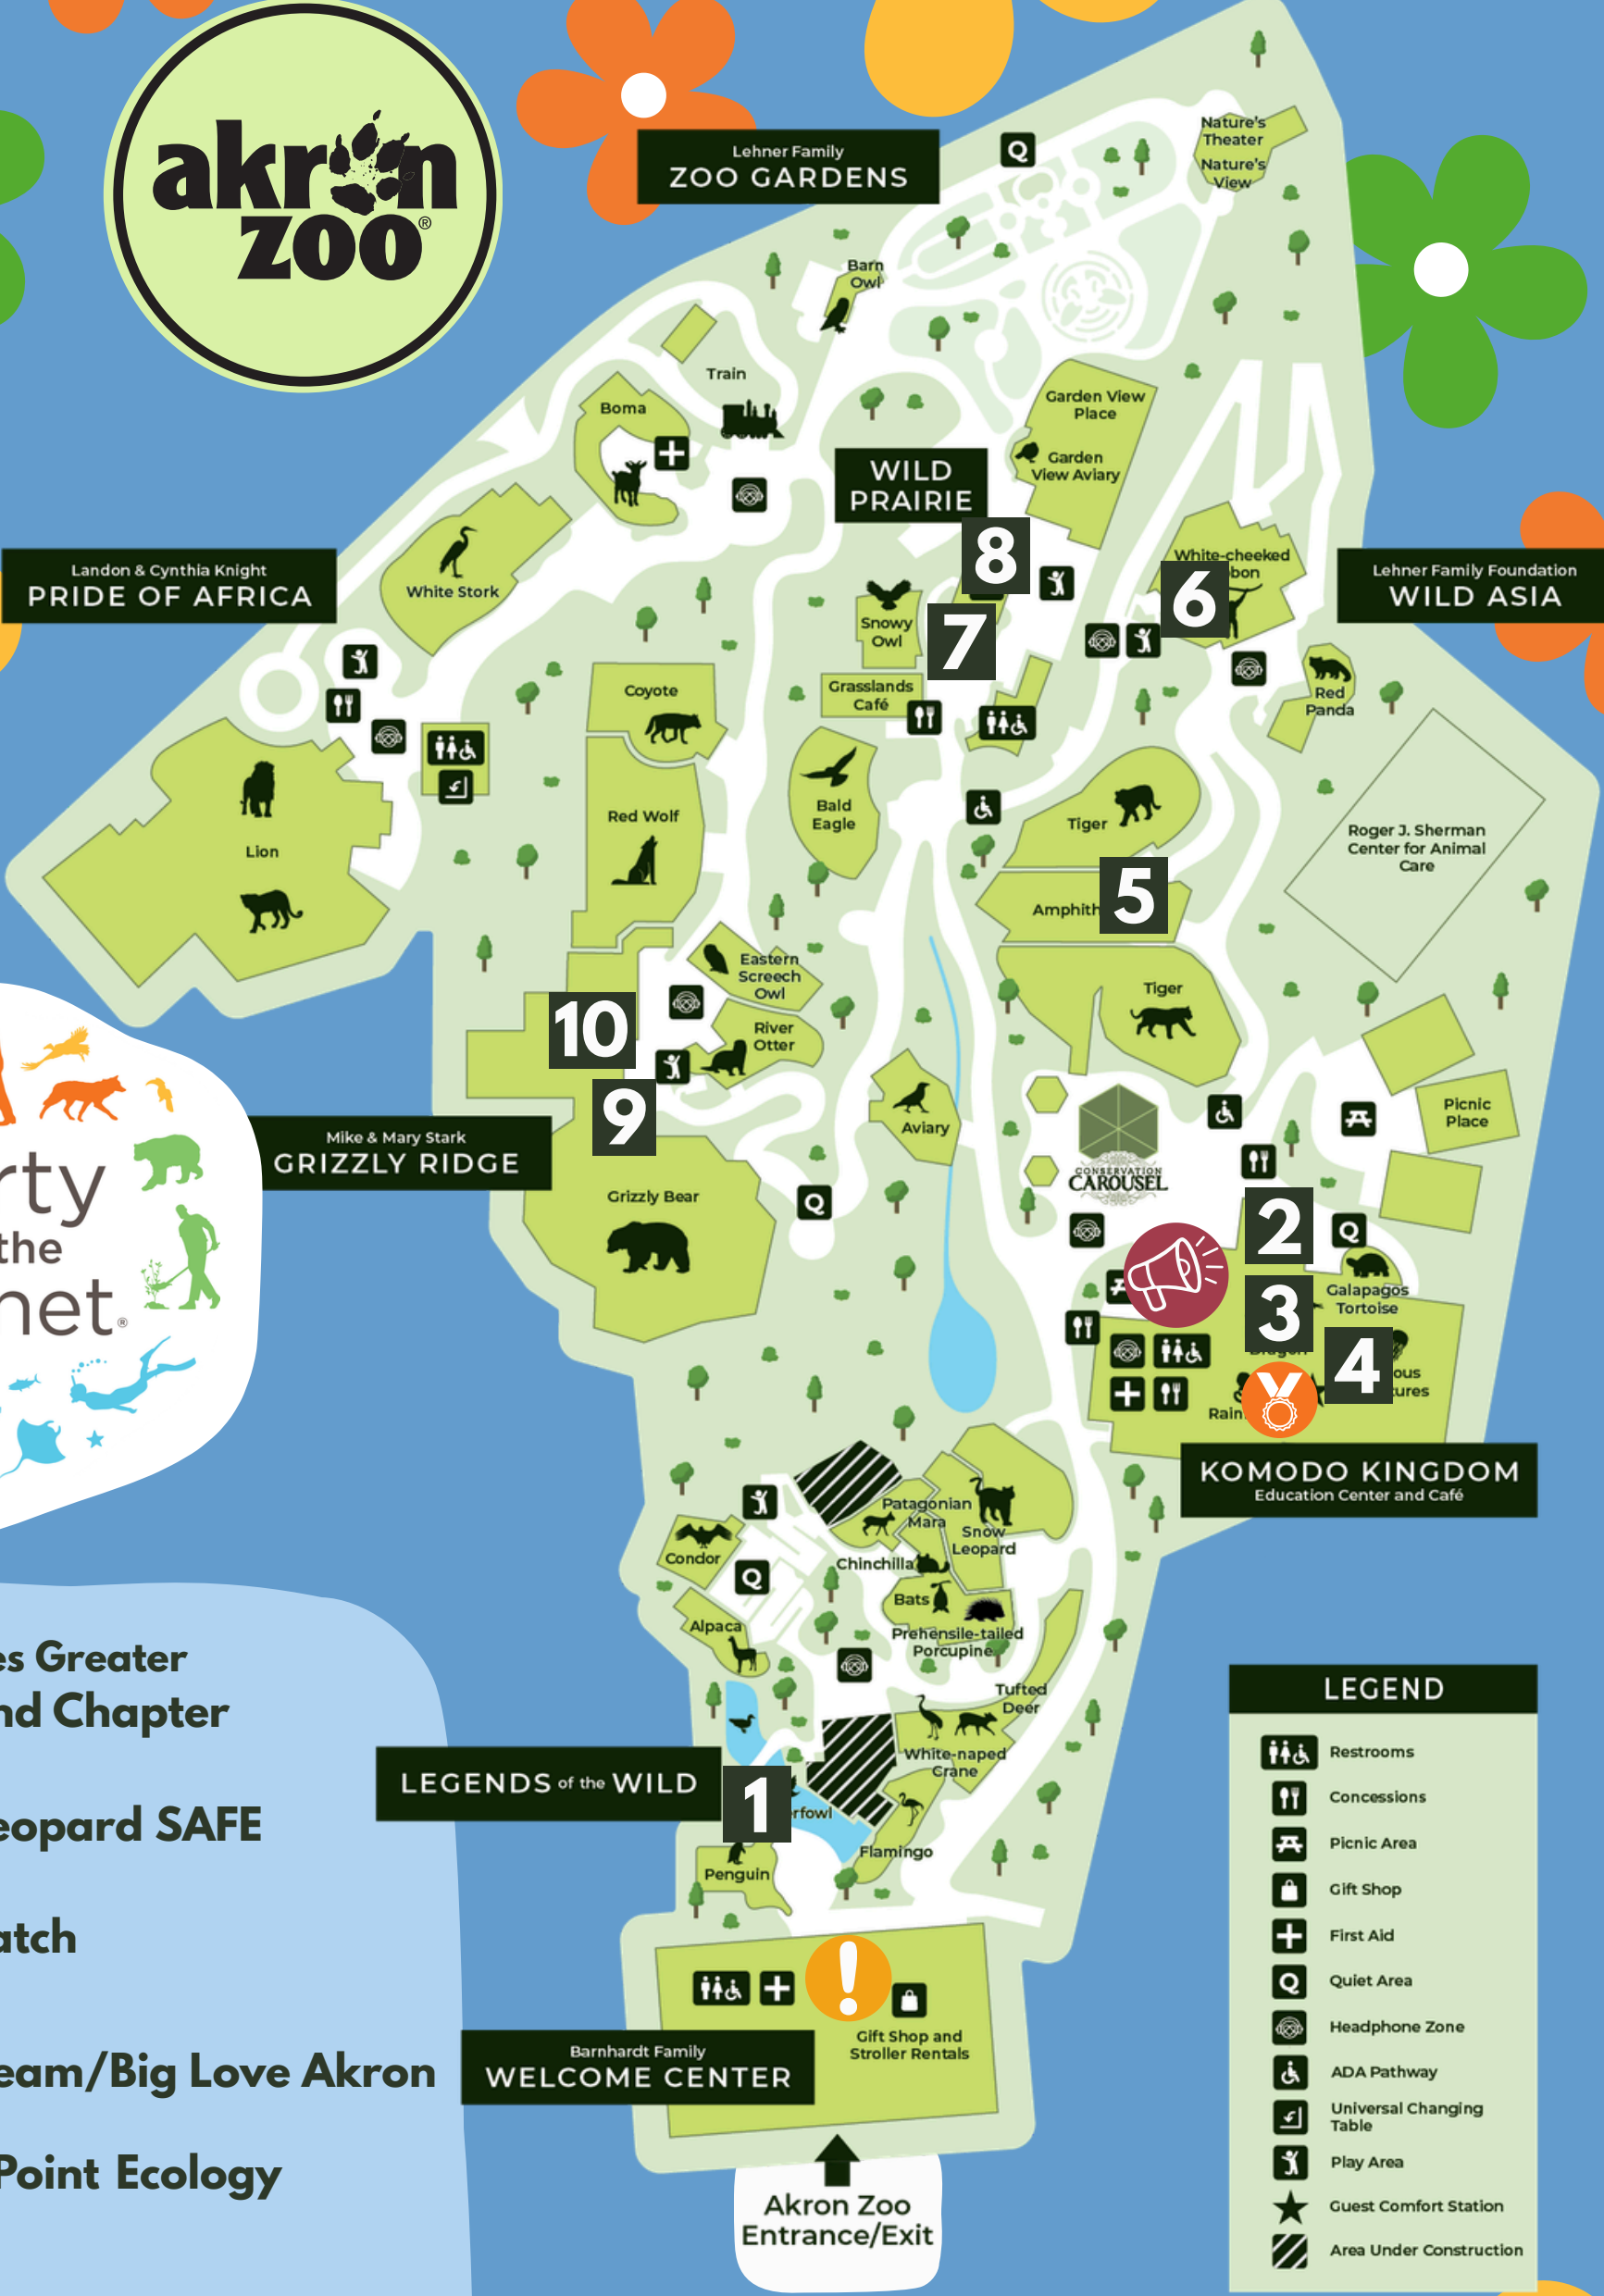 akron
zoo®
Lehner Family
ZOO GARDENS
Q
Nature's
Theater
Nature's
View
Barn
Owl
Train
Boma
Garden View
Place
Garden
View Aviary
WILD
PRAIRIE
White Stork
Landon & Cynthia Knight
PRIDE OF AFRICA
8
White-cheeked
6
Lehner Family Foundation
WILD ASIA
Snowy
Owl
7
Red
Panda
Coyote
Grasslands
Café
Red Wolf
Bald
Eagle
Tiger
Roger J. Sherman
Center for Animal
Care
Lion
5
Eastern
Screech
Owl
Tiger
10
River
Otter
9
Aviary
Picnic
Place
Mike & Mary Stark
GRIZZLY RIDGE
CONSERVATION
CAROUSEL
Grizzly Bear
Q
2
Q
3
Galapagos
Tortoise
4
the
®
KOMODO KINGDOM
Education Center and Café
Patagonian
Mara
Snow
Leopard
Condor
Chinchilla
Q
Bats
Alpaca
Prehensile-tailed
Porcupine
Tufted
Deer
White-naped
Crane
LEGENDS of the WILD
1
Flamingo
Penguin
Greater
Chapter
SAFE
Love Akron
Point Ecology
!
Gift Shop and
Stroller Rentals
Barnhardt Family
WELCOME CENTER
Akron Zoo
Entrance/Exit
LEGEND
Restrooms
Concessions
Picnic Area
Gift Shop
First Aid
Q Quiet Area
Headphone Zone
ADA Pathway
Universal Changing
Table
Play Area
Guest Comfort Station
Area Under Construction